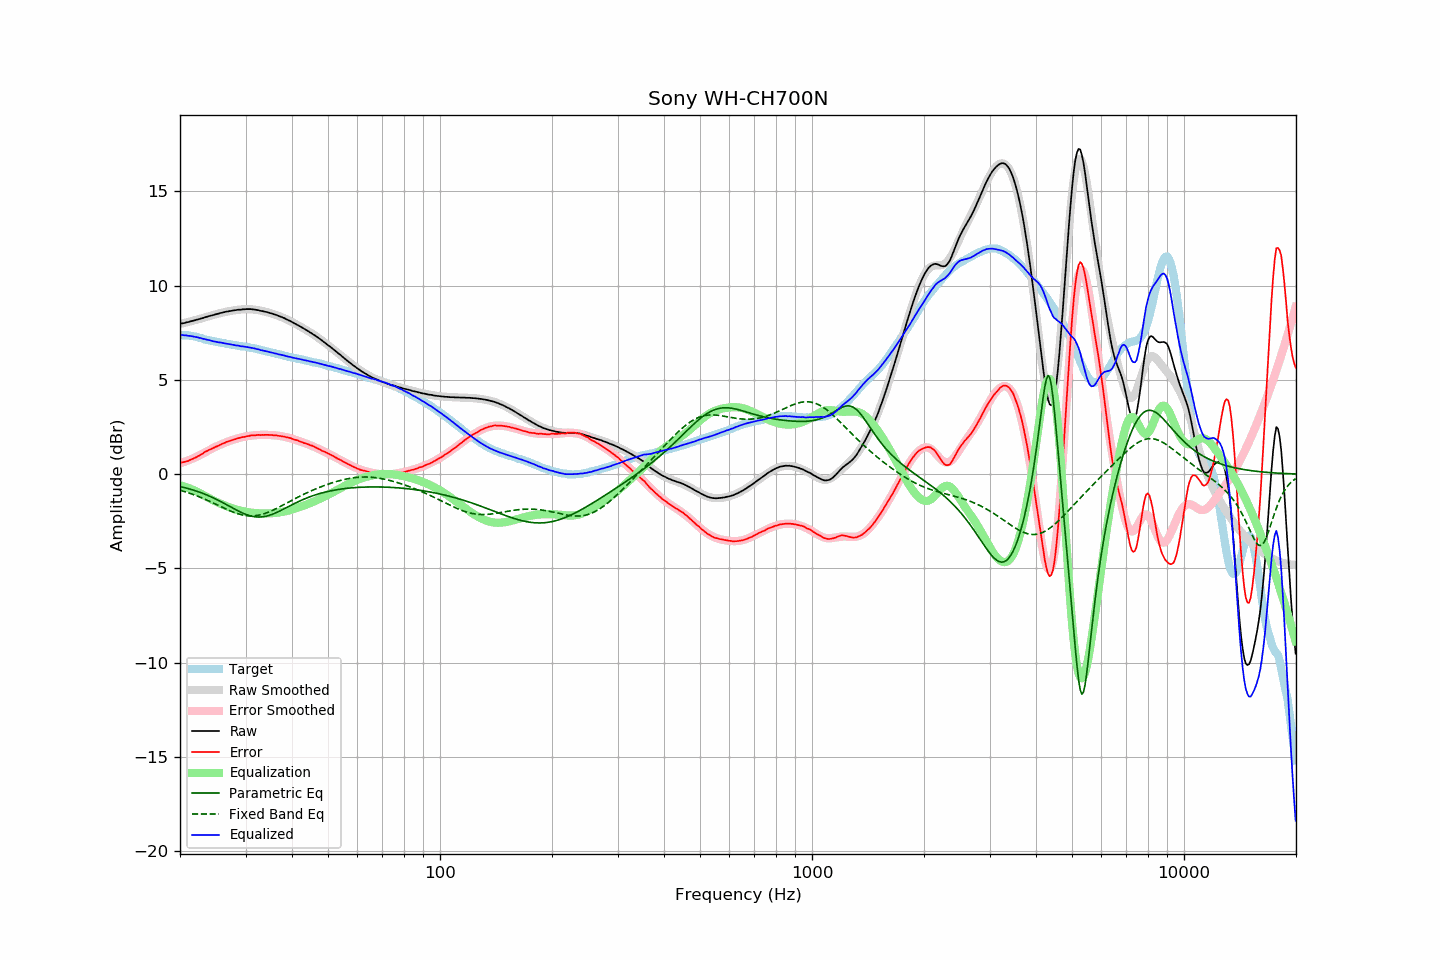 Sony WH-CH700N
Amplitude (dBr)
15
10
5
0
−5
−10
−15
−20
Target
Raw Smoothed
Error Smoothed
Raw
Error
Equalization
Parametric Eq
Fixed Band Eq
Equalized
100
1000
10000
Frequency (Hz)